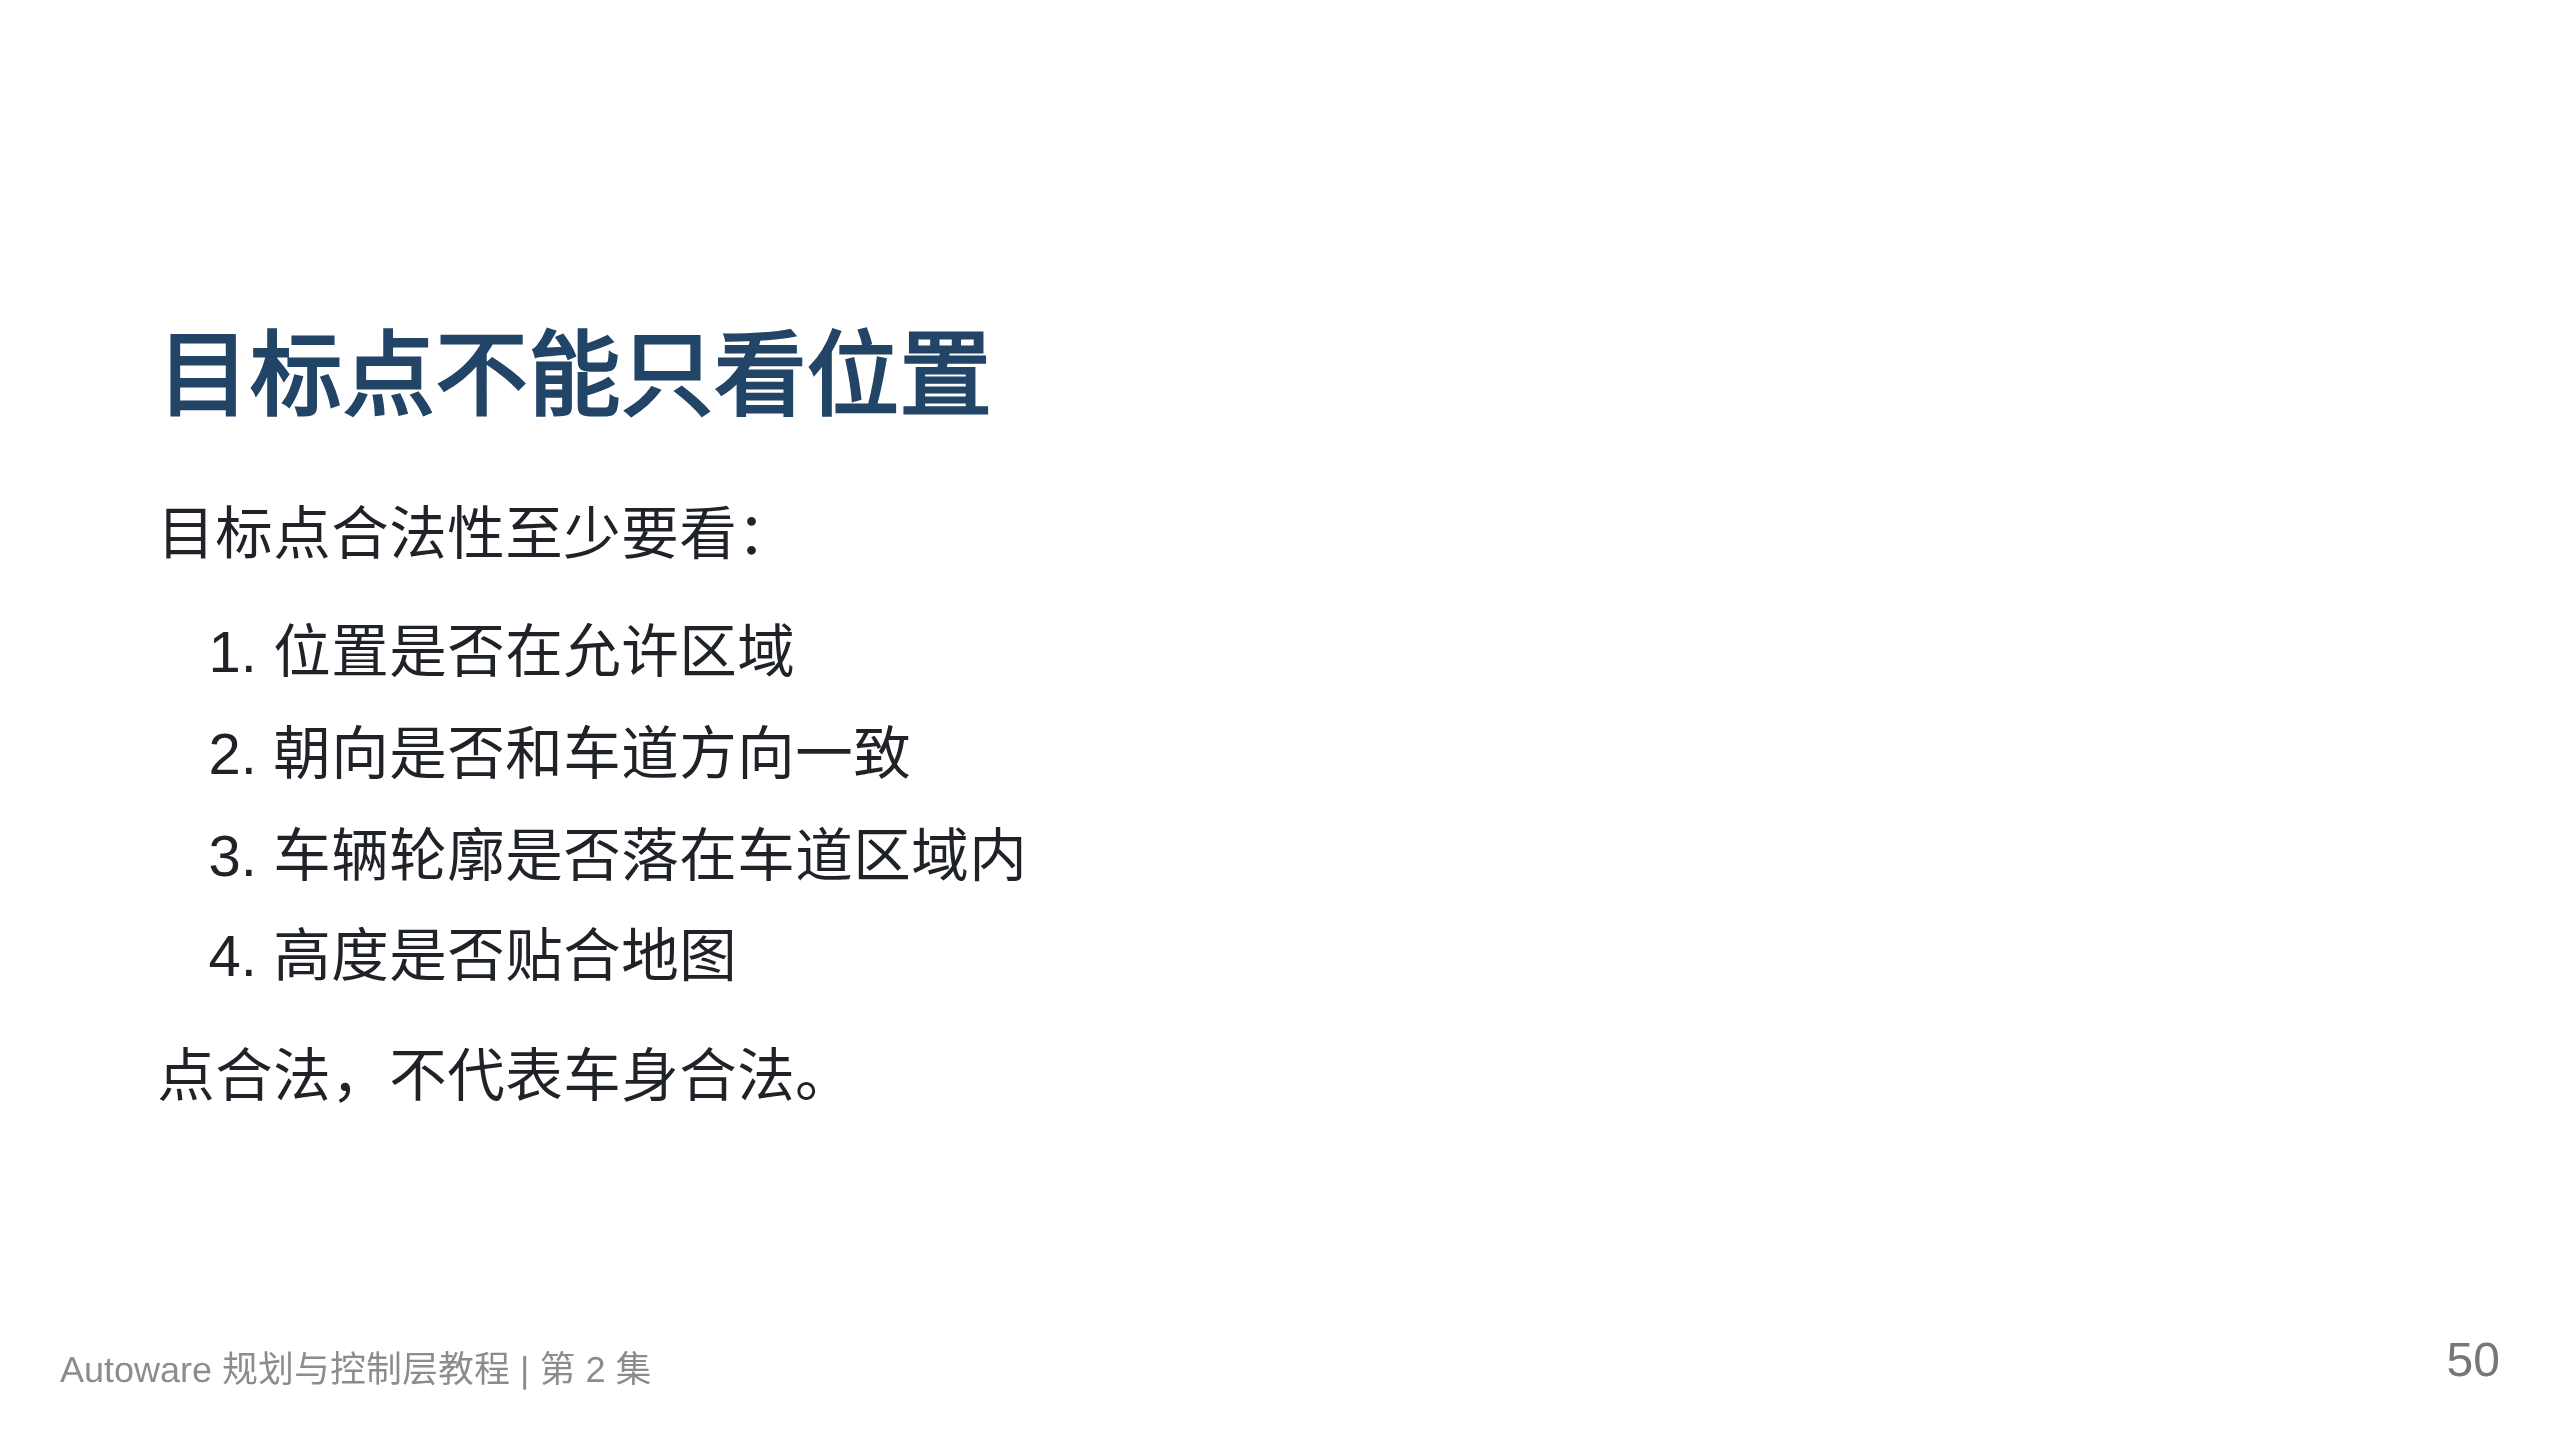 目标点不能只看位置
目标点合法性至少要看：
1. 位置是否在允许区域
2. 朝向是否和车道方向一致
3. 车辆轮廓是否落在车道区域内
4. 高度是否贴合地图
点合法，不代表车身合法。
Autoware 规划与控制层教程 | 第 2 集
50